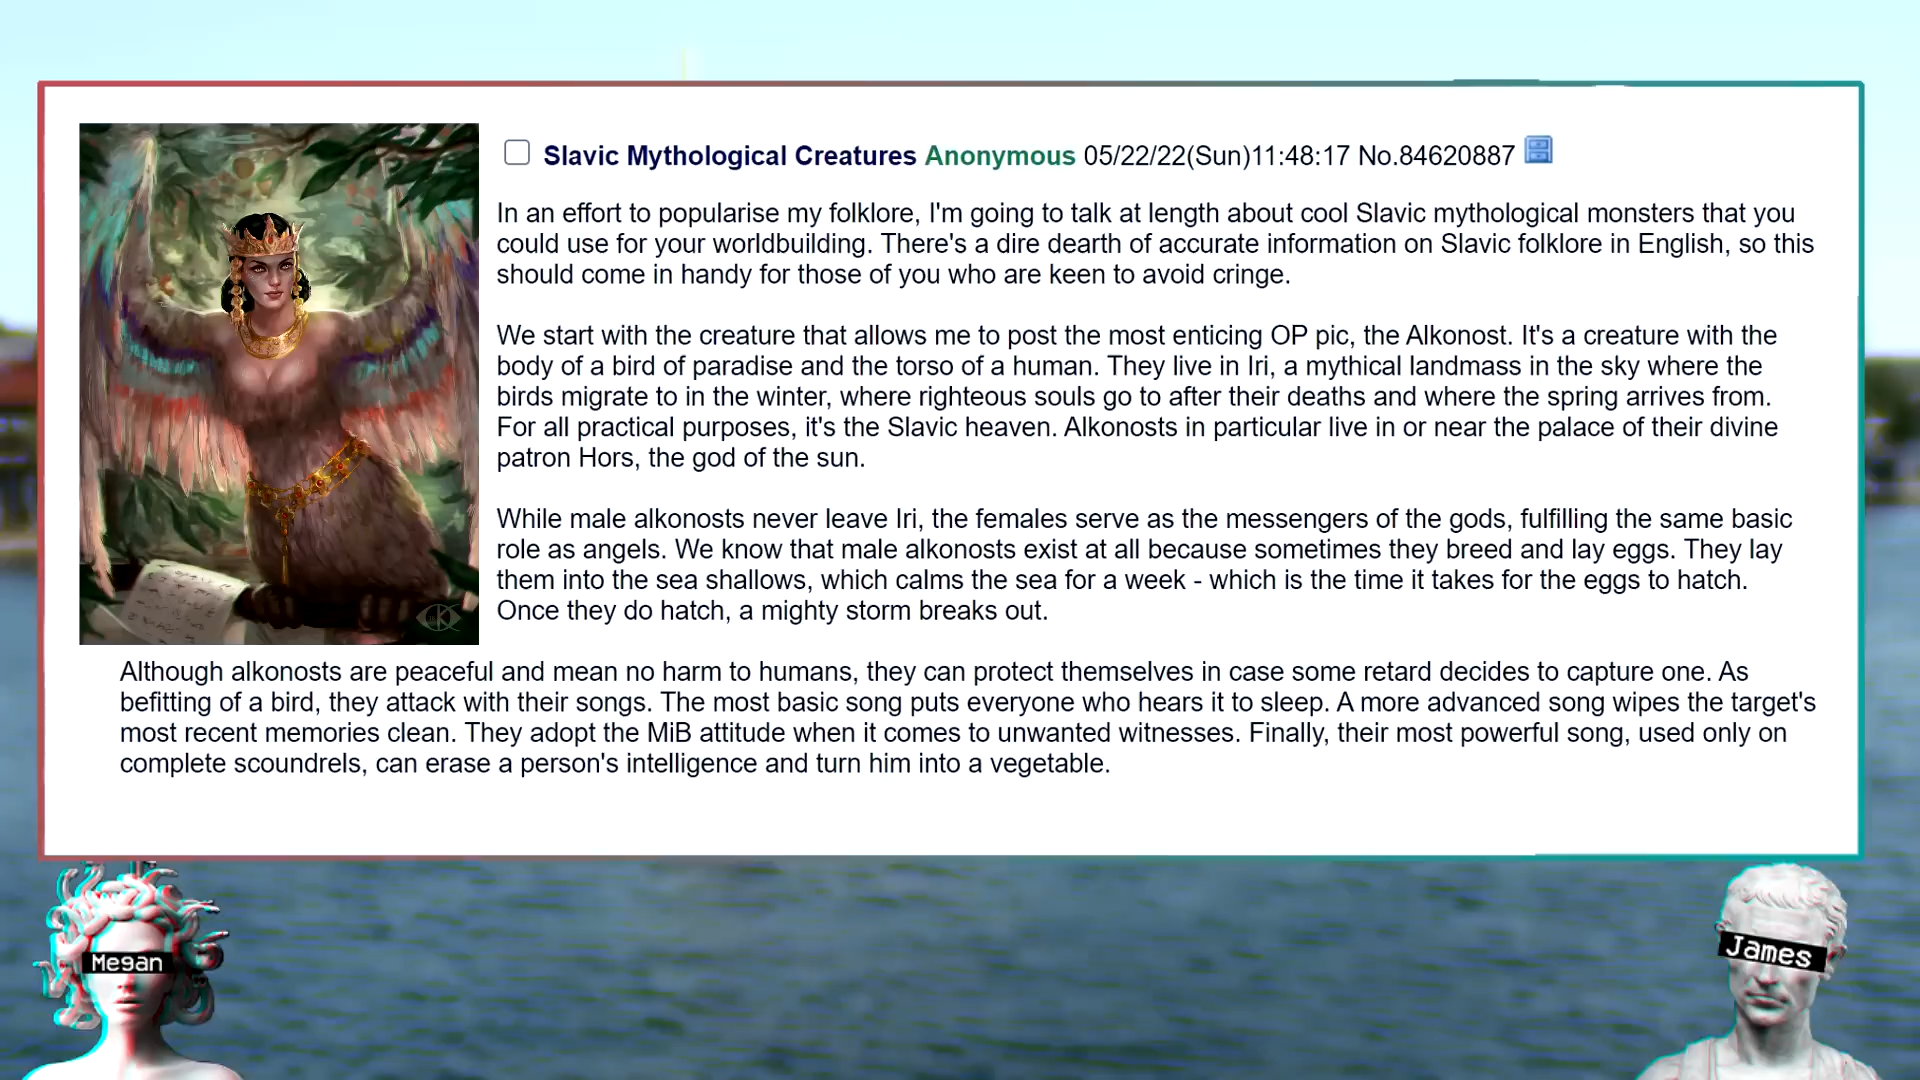 Slavic Mythological Creatures Anonymous 05/22/22(Sun)11:48:17 No.84620887
In an effort to popularise my folklore, I'm going to talk at length about cool Slavic mythological monsters that you
could use for your worldbuilding. There's a dire dearth of accurate information on Slavic folklore in English, so this
should come in handy for those of you who are keen to avoid cringe.
We start with the creature that allows me to post the most enticing OP pic, the Alkonost. It's a creature with the
body of a bird of paradise and the torso of a human. They live in Iri, a mythical landmass in the sky where the
birds migrate to in the winter, where righteous souls go to after their deaths and where the spring arrives from.
For all practical purposes, it's the Slavic heaven. Alkonosts in particular live in or near the palace of their divine
patron Hors, the god of the sun.
While male alkonosts never leave Iri, the females serve as the messengers of the gods, fulfilling the same basic
role as angels. We know that male alkonosts exist at all because sometimes they breed and lay eggs. They lay
them into the sea shallows, which calms the sea for a week - which is the time it takes for the eggs to hatch.
Once they do hatch, a mighty storm breaks out.
Although alkonosts are peaceful and mean no harm to humans, they can protect themselves in case some retard decides to capture one. As
befitting of a bird, they attack with their songs. The most basic song puts everyone who hears it to sleep. A more advanced song wipes the target's
most recent memories clean. They adopt the MiB attitude when it comes to unwanted witnesses. Finally, their most powerful song, used only on
complete scoundrels, can erase a person's intelligence and turn him into a vegetable.
Megan
James